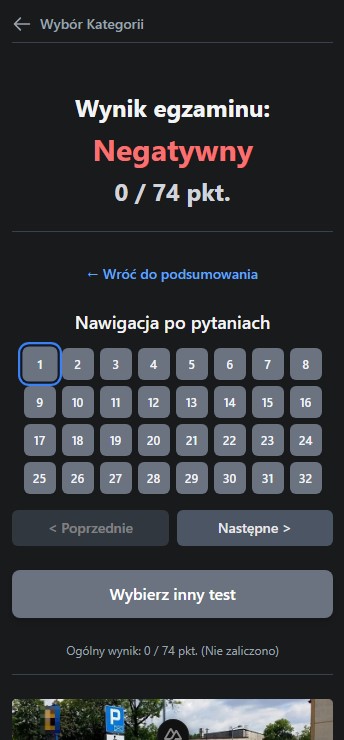 ← Wybór Kategorii
Wynik egzaminu:
Negatywny
0 / 74 pkt.
← Wróć do podsumowania
Nawigacja po pytaniach
1 2 3 4 5 6 7 8
9 10 11 12 13 14 15 16
17 18 19 20 21 22 23 24
25 26 27 28 29 30 31 32
< Poprzednie Następne >
Wybierz inny test
Ogólny wynik: 0 / 74 pkt. (Nie zaliczono)
P